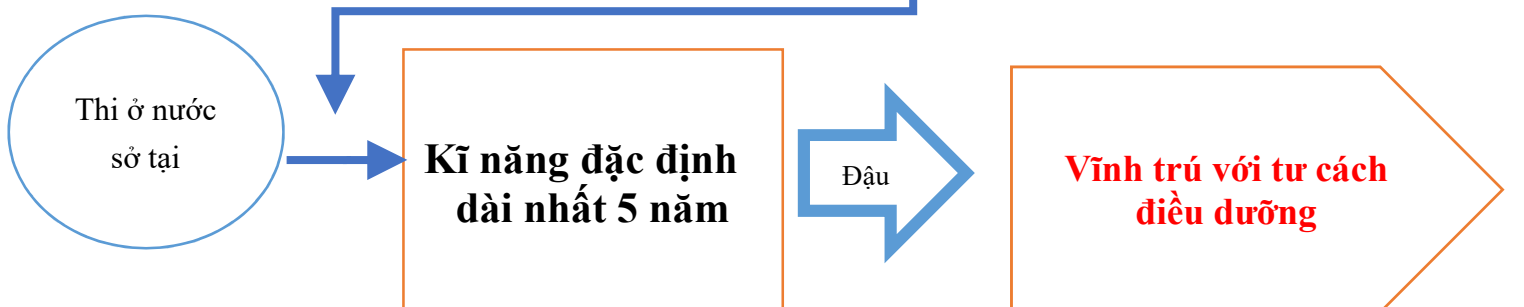 Thi ở nước
sở tại
Kĩ năng đặc định
dài nhất 5 năm
Đậu
Vĩnh trú với tư cách
điều dưỡng